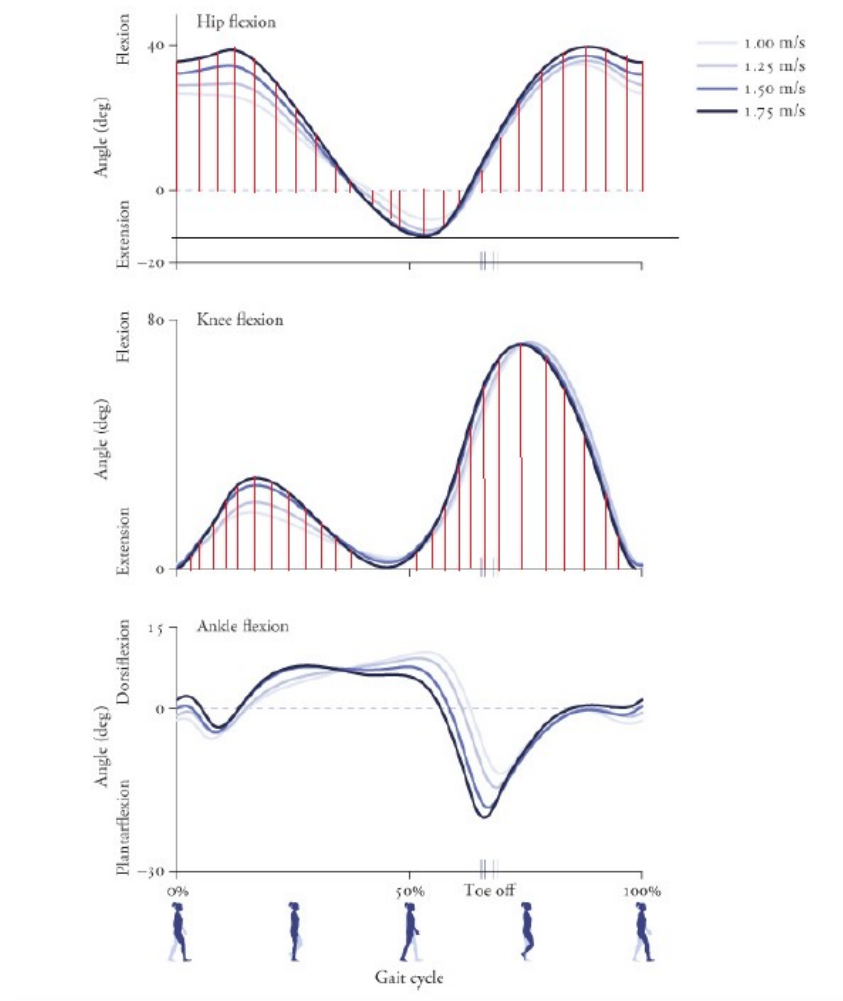 Hip flexion
Flexion
40
Angle (deg)
0
Extension
−20
1.00 m/s
1.25 m/s
1.50 m/s
1.75 m/s
Knee flexion
Flexion
80
Angle (deg)
Extension
0
Ankle flexion
Dorsiflexion
15
0
Angle (deg)
Plantarflexion
−30
0%
50%
Toe off
100%
Gait cycle